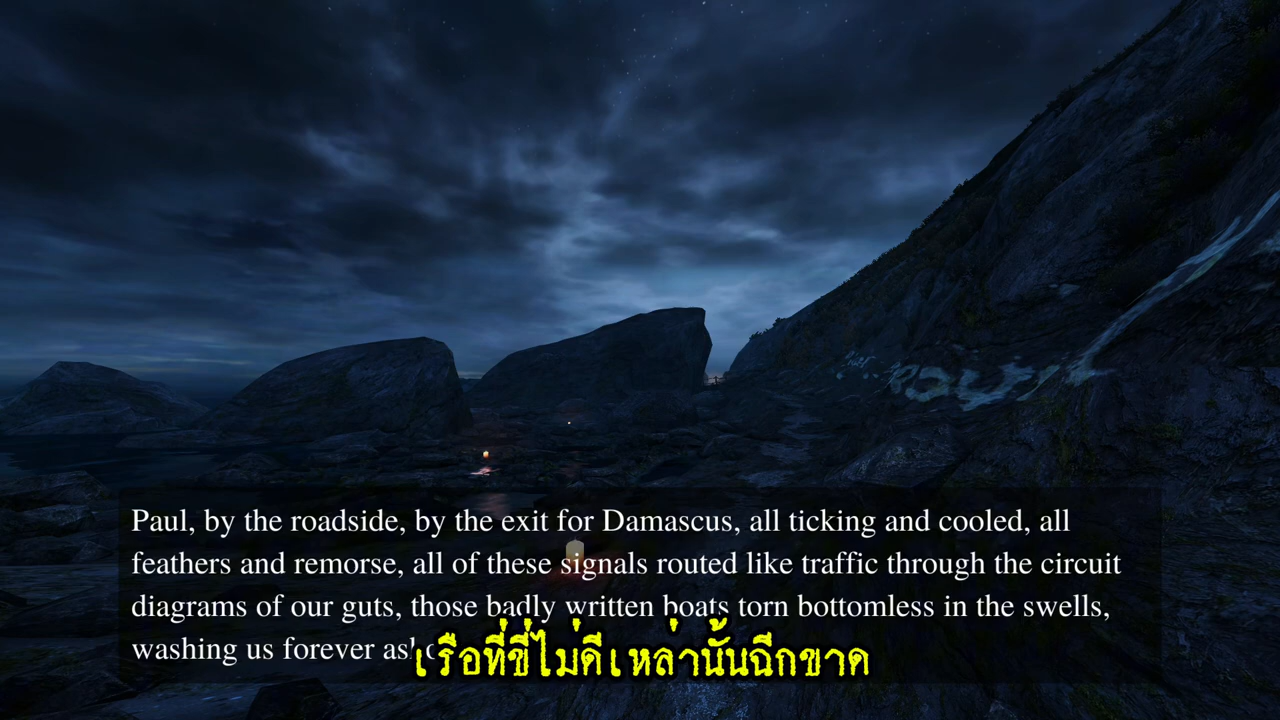 Paul, by the roadside, by the exit for Damascus, all ticking and cooled, all
feathers and remorse, all of these signals routed like traffic through the circuit
diagrams of our guts, those badly written boats torn bottomless in the swells,
washing us forever
เรือที่ขี่ไม่ดีเหล่านั้นฉีกขาด